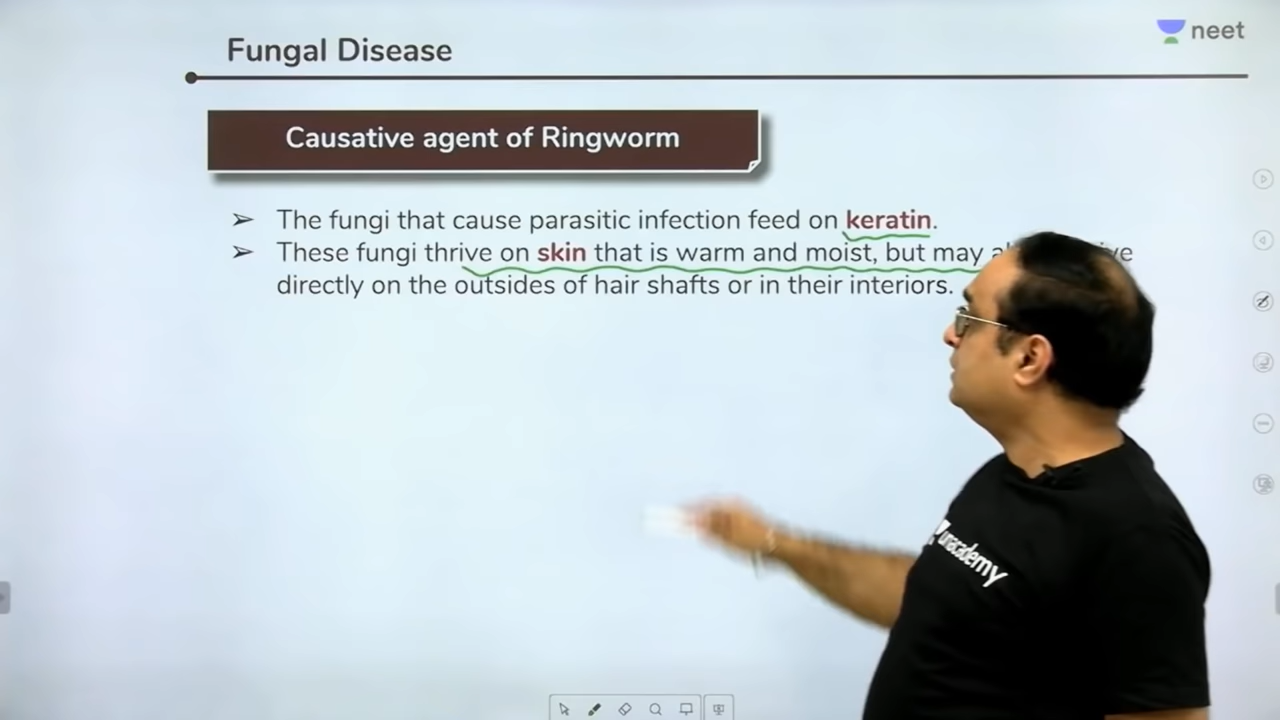 Fungal Disease
neet
Causative agent of Ringworm
➢ The fungi that cause parasitic infection feed on keratin.
➢ These fungi thrive on skin that is warm and moist, but may
directly on the outsides of hair shafts or in their interiors.
unacademy